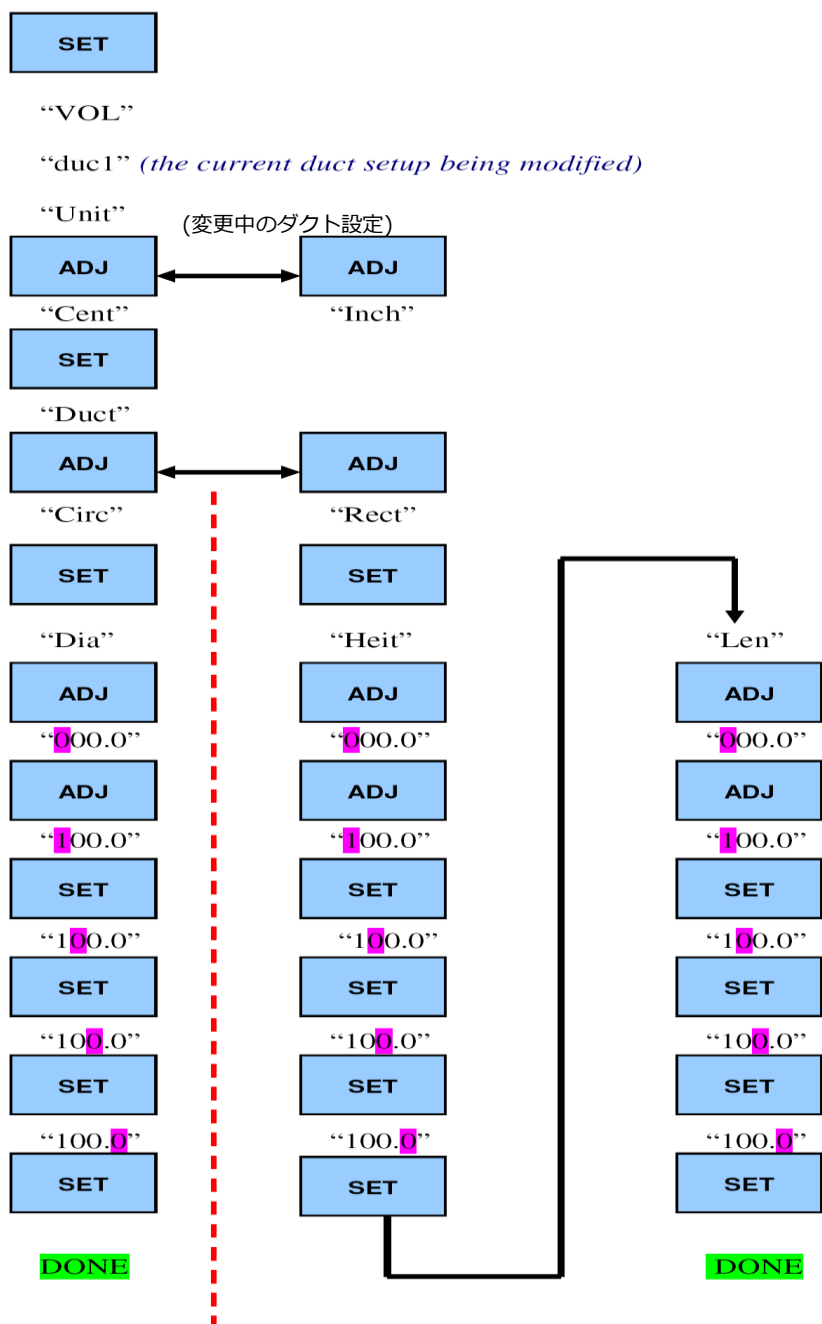 SET
“VOL”
“duc1” (the current duct setup being modified)
“Unit”
(変更中のダクト設定)
ADJ ADJ
“Cent” “Inch”
SET
“Duct”
ADJ ADJ
“Circ” “Rect”
SET SET
“Dia” “Heit” “Len”
ADJ ADJ ADJ
“000.0” “000.0” “000.0”
ADJ ADJ ADJ
“100.0” “100.0” “100.0”
SET SET SET
“100.0” “100.0” “100.0”
SET SET SET
“100.0” “100.0” “100.0”
SET SET SET
“100.0” “100.0” “100.0”
SET SET SET
DONE DONE